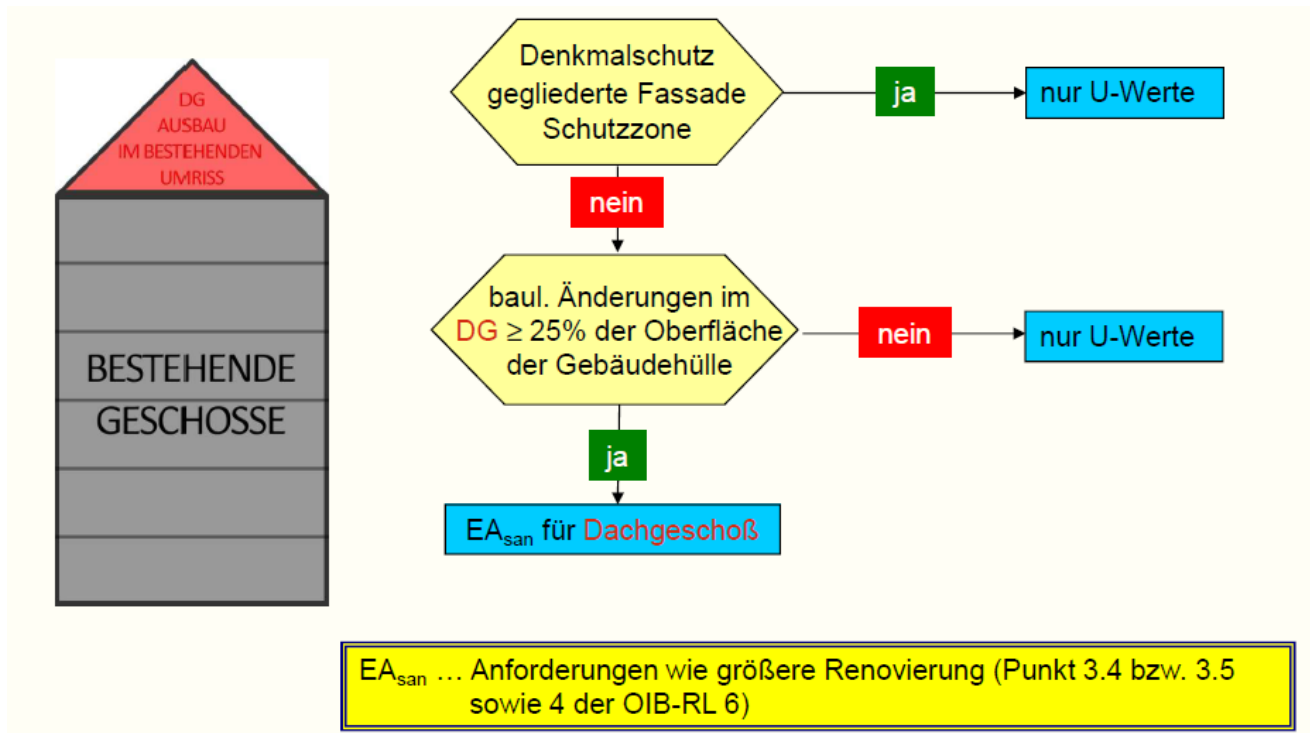 DG
AUSBAU
IM BESTEHENDEN
UMRISS
BESTEHENDE
GESCHOSSE
Denkmalschutz
gegliederte Fassade
Schutzzone
ja
nur U-Werte
nein
baul. Änderungen im
DG ≥ 25% der Oberfläche
der Gebäudehülle
nein
nur U-Werte
ja
EAsan für Dachgeschoß
EAsan … Anforderungen wie größere Renovierung (Punkt 3.4 bzw. 3.5
sowie 4 der OIB-RL 6)